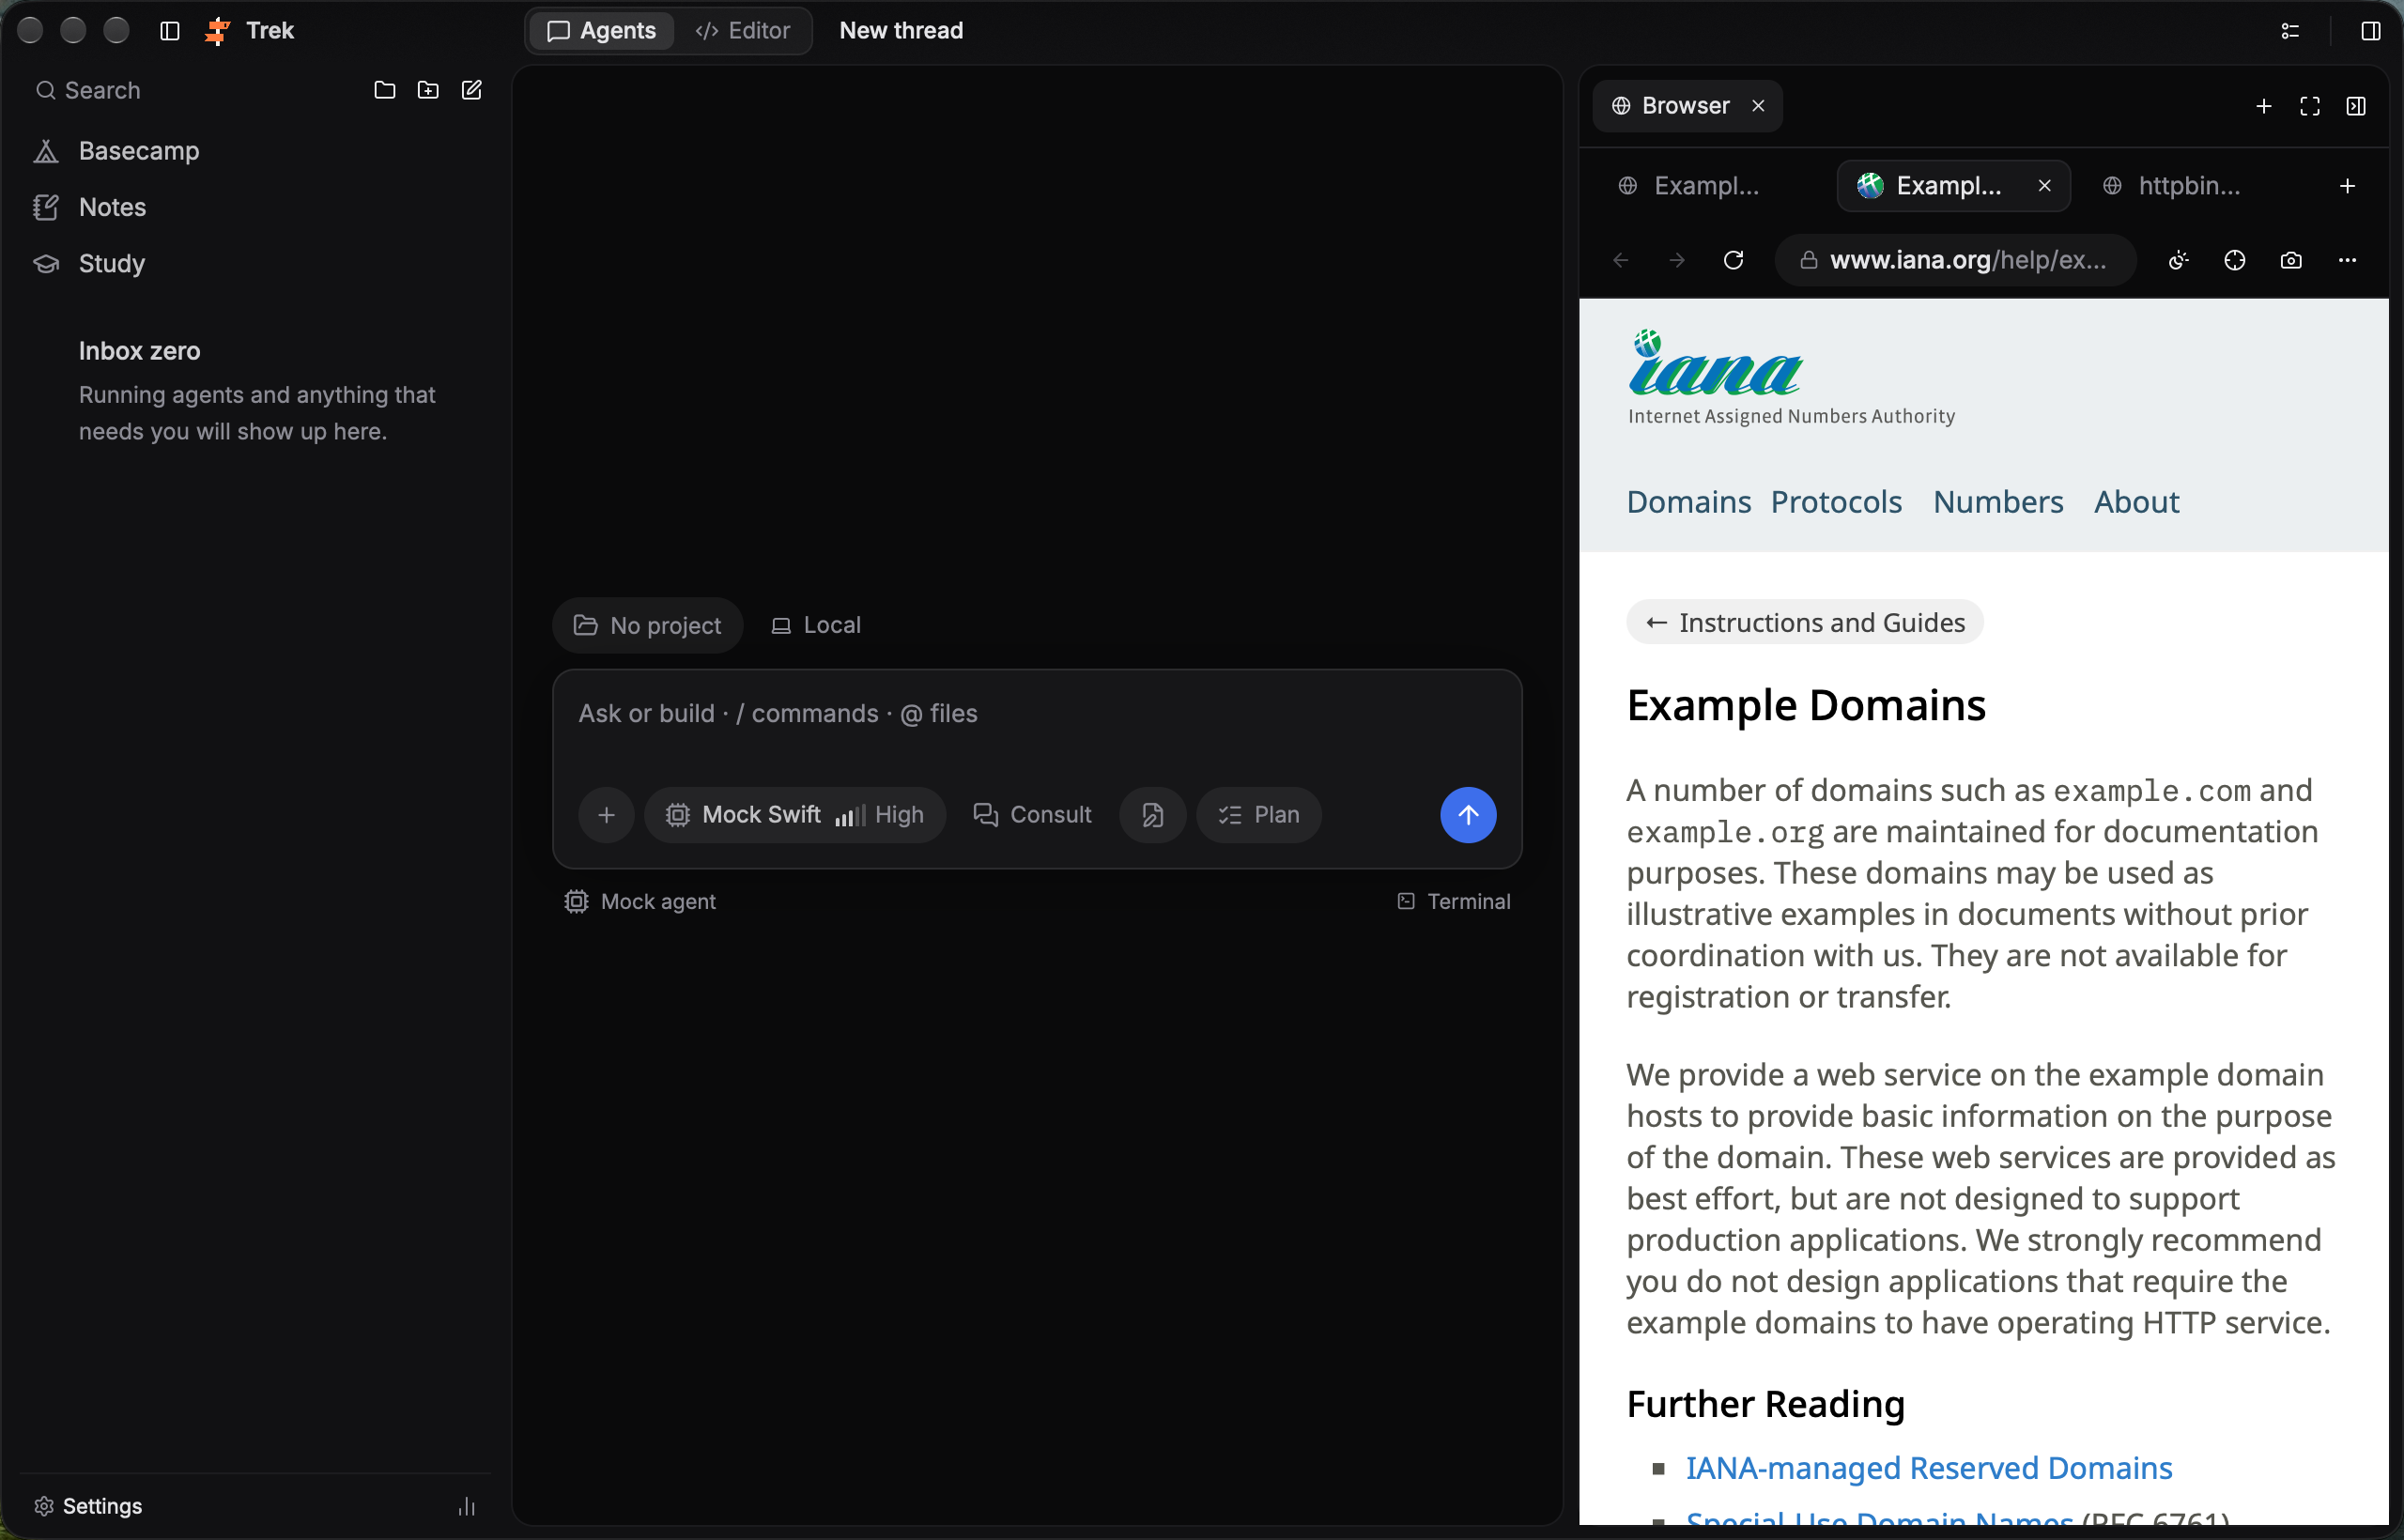 Trek
Agents
Editor
New thread
Search
Basecamp
Notes
Study
Inbox zero
Running agents and anything that
needs you will show up here.
Settings
No project
Local
Ask or build · / commands · @ files
Mock Swift
High
Consult
Plan
Mock agent
Terminal
Browser
Exampl...
Exampl...
httpbin...
www.iana.org/help/ex...
iana
Internet Assigned Numbers Authority
Domains Protocols Numbers About
← Instructions and Guides
Example Domains
A number of domains such as example.com and
example.org are maintained for documentation
purposes. These domains may be used as
illustrative examples in documents without prior
coordination with us. They are not available for
registration or transfer.
We provide a web service on the example domain
hosts to provide basic information on the purpose
of the domain. These web services are provided as
best effort, but are not designed to support
production applications. We strongly recommend
you do not design applications that require the
example domains to have operating HTTP service.
Further Reading
IANA-managed Reserved Domains
Special-Use Domain Names (RFC 6761)